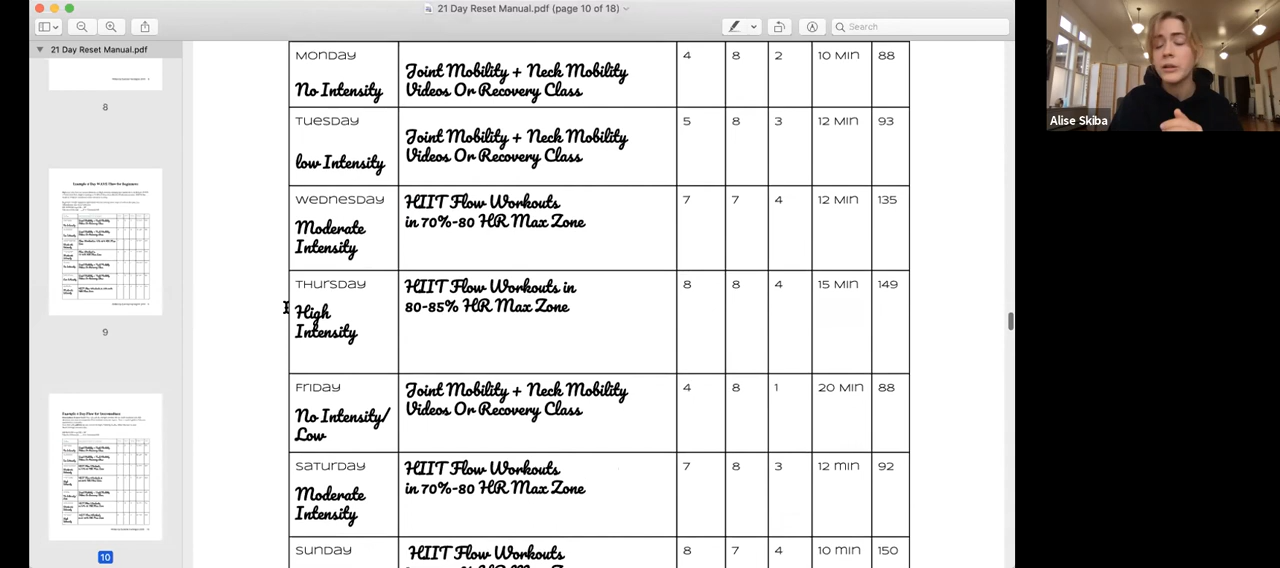 21 Day Reset Manual.pdf (page 10 of 18)
Search
21 Day Reset Manual.pdf
8
9
10
Monday
No Intensity
Joint Mobility + Neck Mobility
Videos Or Recovery Class
4 8 2 10 Min 88
Tuesday
low Intensity
Joint Mobility + Neck Mobility
Videos Or Recovery Class
5 8 3 12 Min 93
Wednesday
Moderate
Intensity
HIIT Flow Workouts
in 70%-80 HR Max Zone
7 7 4 12 Min 135
Thursday
High
Intensity
HIIT Flow Workouts in
80-85% HR Max Zone
8 8 4 15 Min 149
Friday
No Intensity/
Low
Joint Mobility + Neck Mobility
Videos Or Recovery Class
4 8 1 20 Min 88
Saturday
Moderate
Intensity
HIIT Flow Workouts
in 70%-80 HR Max Zone
7 8 3 12 min 92
Sunday
HIIT Flow Workouts
8 7 4 10 min 150
Alise Skiba